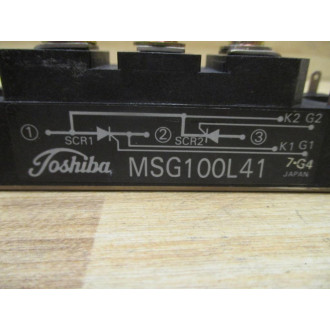 K2 G2
① ② ③
SCR1 SCR2
K1 G1
Toshiba MSG100L41 7-G4
JAPAN